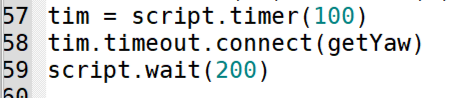 57 tim = script.timer(100)
58 tim.timeout.connect(getYaw)
59 script.wait(200)
60